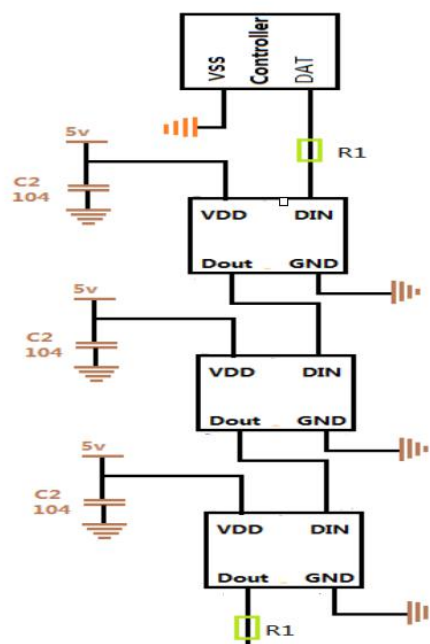 VSS
Controller
DAT
5v
R1
C2
104
VDD DIN
Dout GND
5v
C2
104
VDD DIN
Dout GND
5v
C2
104
VDD DIN
Dout GND
R1